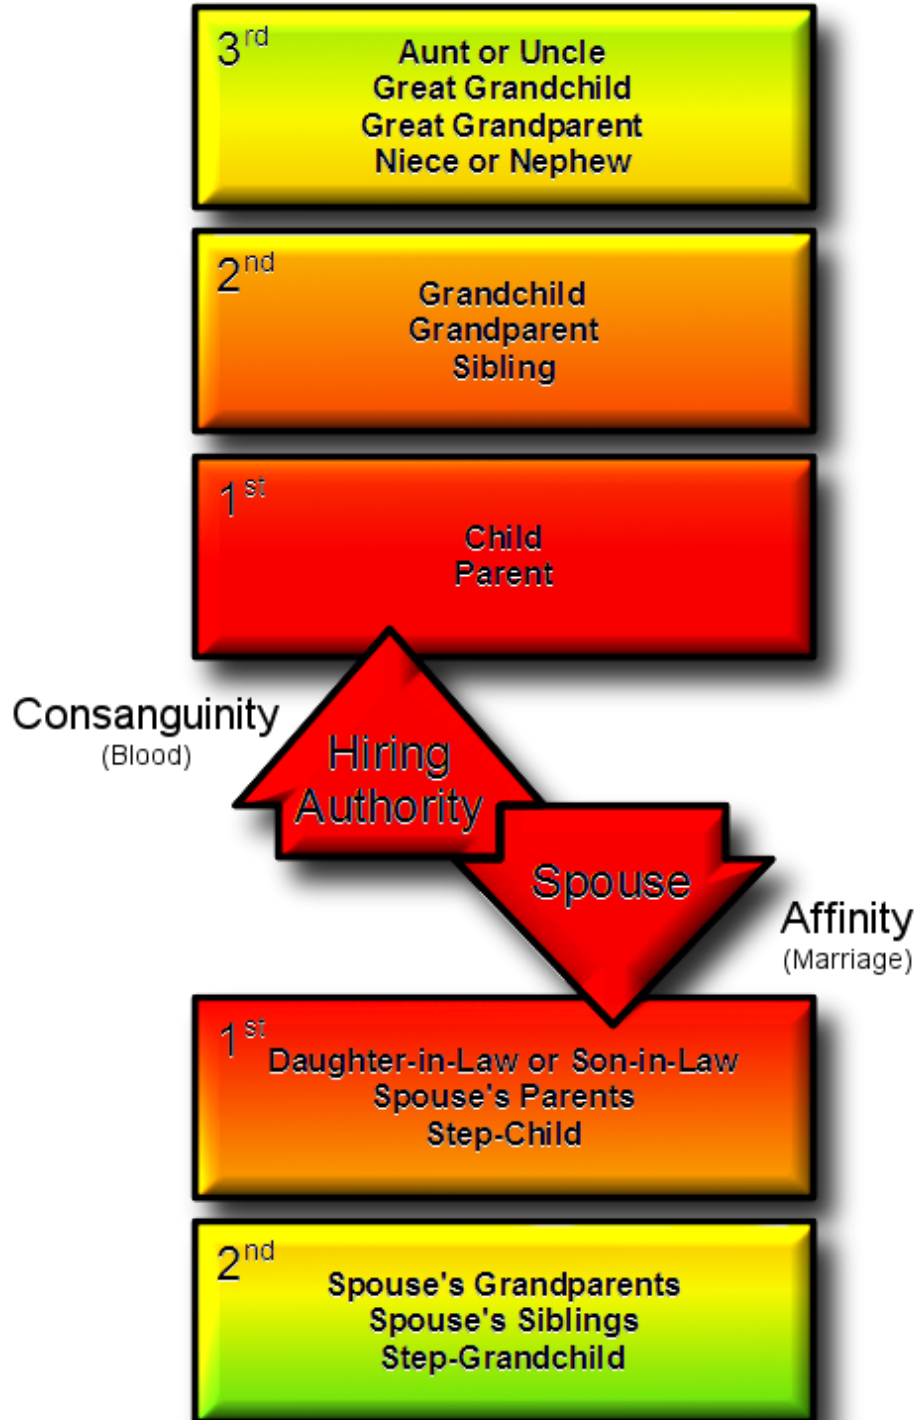 3rd
Aunt or Uncle
Great Grandchild
Great Grandparent
Niece or Nephew
2nd
Grandchild
Grandparent
Sibling
1st
Child
Parent
Consanguinity
(Blood)
Hiring
Authority
Spouse
Affinity
(Marriage)
1st
Daughter-in-Law or Son-in-Law
Spouse's Parents
Step-Child
2nd
Spouse's Grandparents
Spouse's Siblings
Step-Grandchild